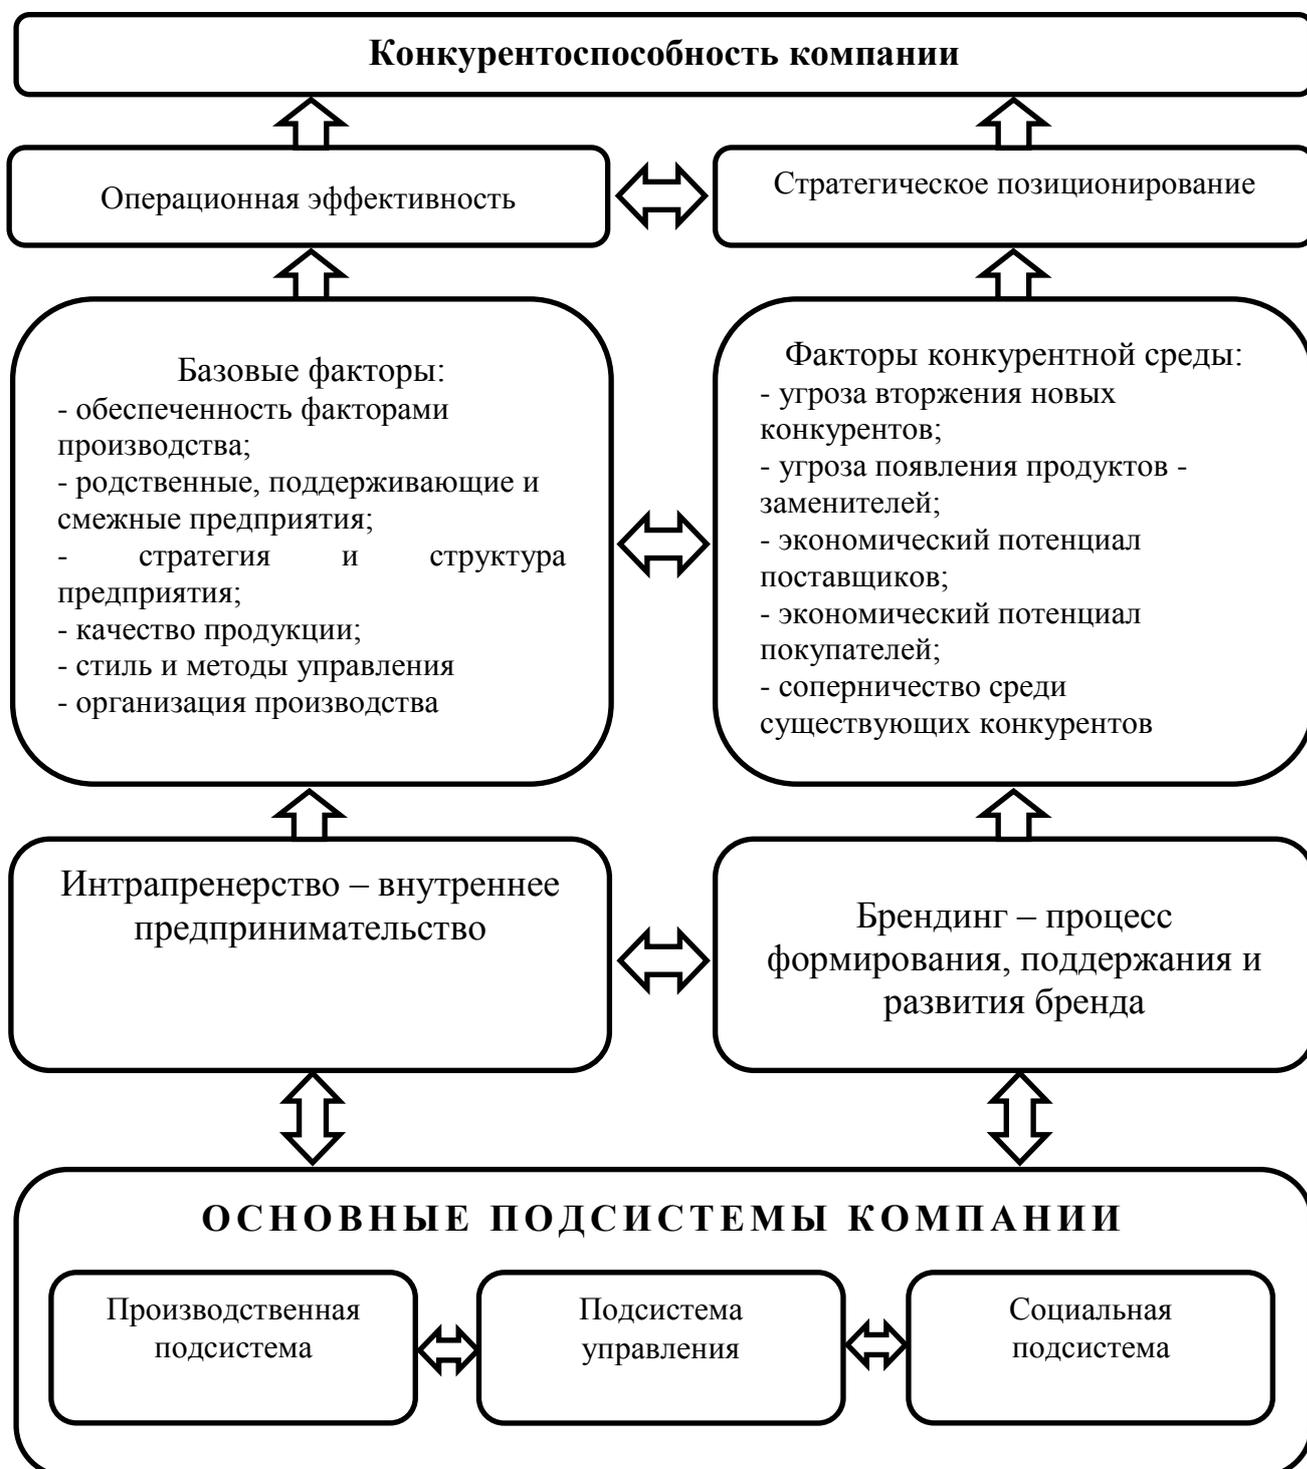 Конкурентоспособность компании
Операционная эффективность
Стратегическое позиционирование
Базовые факторы:
- обеспеченность факторами
производства;
- родственные, поддерживающие и
смежные предприятия;
- стратегия и структура
предприятия;
- качество продукции;
- стиль и методы управления
- организация производства
Факторы конкурентной среды:
- угроза вторжения новых
конкурентов;
- угроза появления продуктов -
заменителей;
- экономический потенциал
поставщиков;
- экономический потенциал
покупателей;
- соперничество среди
существующих конкурентов
Интрапренерство – внутреннее
предпринимательство
Брендинг – процесс
формирования, поддержания и
развития бренда
ОСНОВНЫЕ ПОДСИСТЕМЫ КОМПАНИИ
Производственная
подсистема
Подсистема
управления
Социальная
подсистема